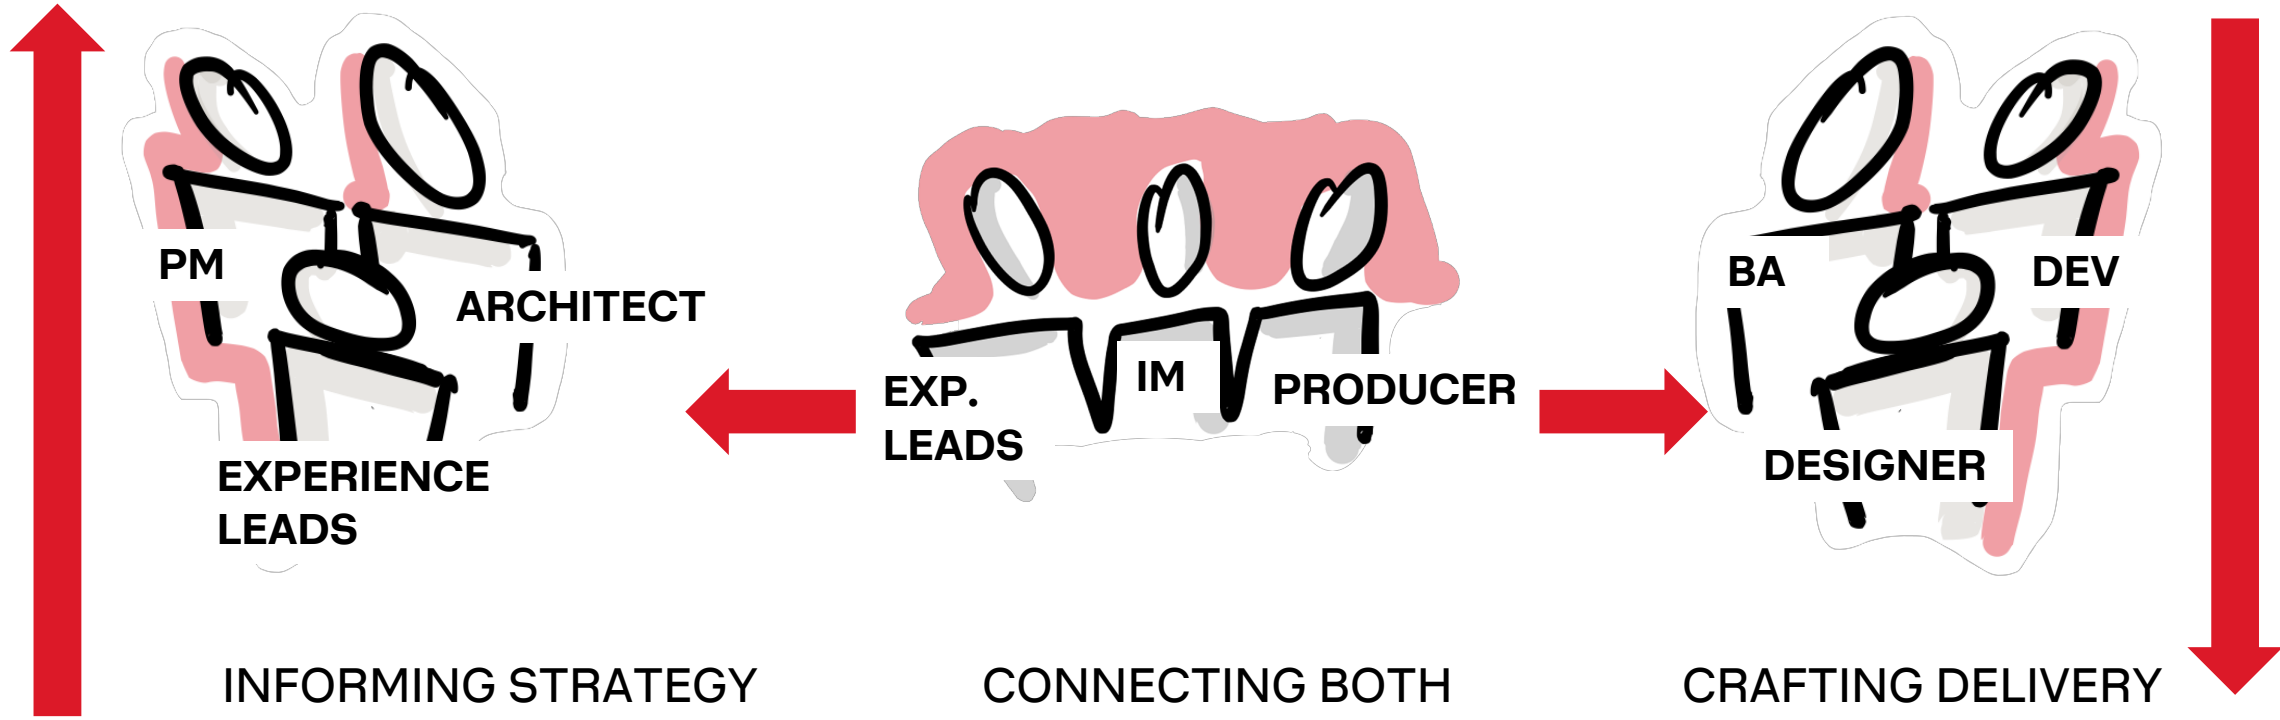 PM
ARCHITECT
EXPERIENCE
LEADS
EXP.
LEADS
IM
PRODUCER
BA
DEV
DESIGNER
INFORMING STRATEGY
CONNECTING BOTH
CRAFTING DELIVERY